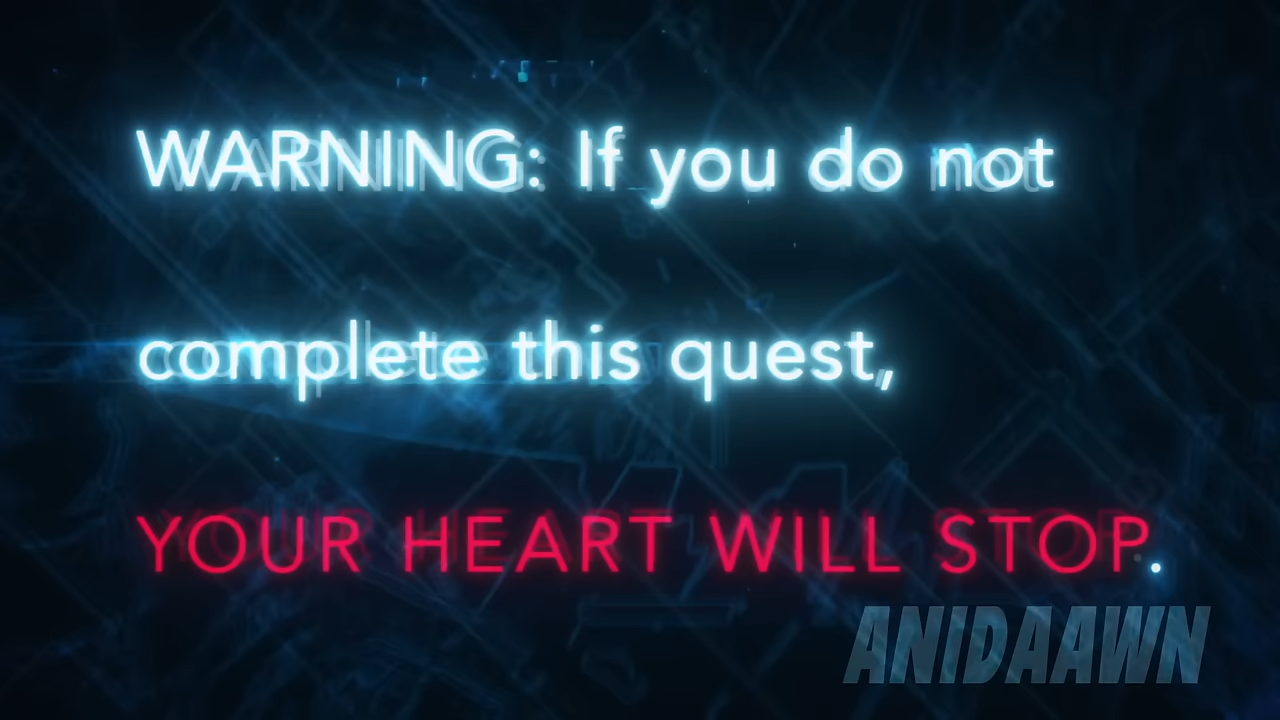 WARNING: If you do not
complete this quest,
YOUR HEART WILL STOP.
ANIDAAWN